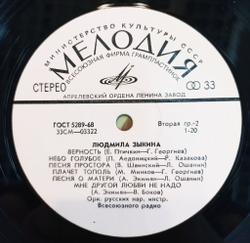 МИНИСТЕРСТВО КУЛЬТУРЫ СССР
МЕЛОДИЯ
ВСЕСОЮЗНАЯ ФИРМА ГРАМПЛАСТИНОК
СТЕРЕО
33
АПРЕЛЕВСКИЙ ОРДЕНА ЛЕНИНА ЗАВОД
ГОСТ 5289-68
Вторая гр.-2
33СМ—03322
1-20
ЛЮДМИЛА ЗЫКИНА
ВЕРНОСТЬ (Е. Птичкин—Г. Георгиев)
НЕБО ГОЛУБОЕ (П. Аедоницкий—Р. Казакова)
ПЕСНЯ ПРОСТОРА (В. Шаинский—Л. Ошанин)
ПЛАЧЕТ ТОПОЛЬ (М. Минков—Г. Георгиев)
ПЕСНЯ О МАТЕРИ (А. Экимян—Л. Ошанин)
МНЕ ДРУГОЙ ЛЮБВИ НЕ НАДО
(А. Экимян—В. Боков)
Орк. русских нар. инстр.
Всесоюзного радио